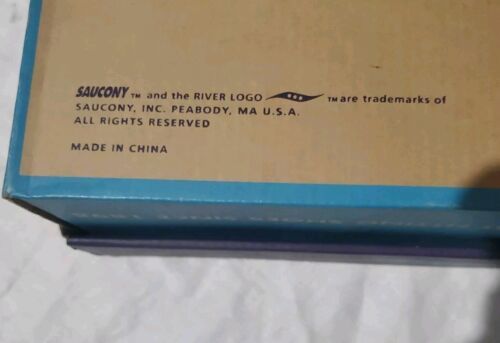 SAUCONY TM and the RIVER LOGO TM are trademarks of
SAUCONY, INC. PEABODY, MA U.S.A.
ALL RIGHTS RESERVED
MADE IN CHINA